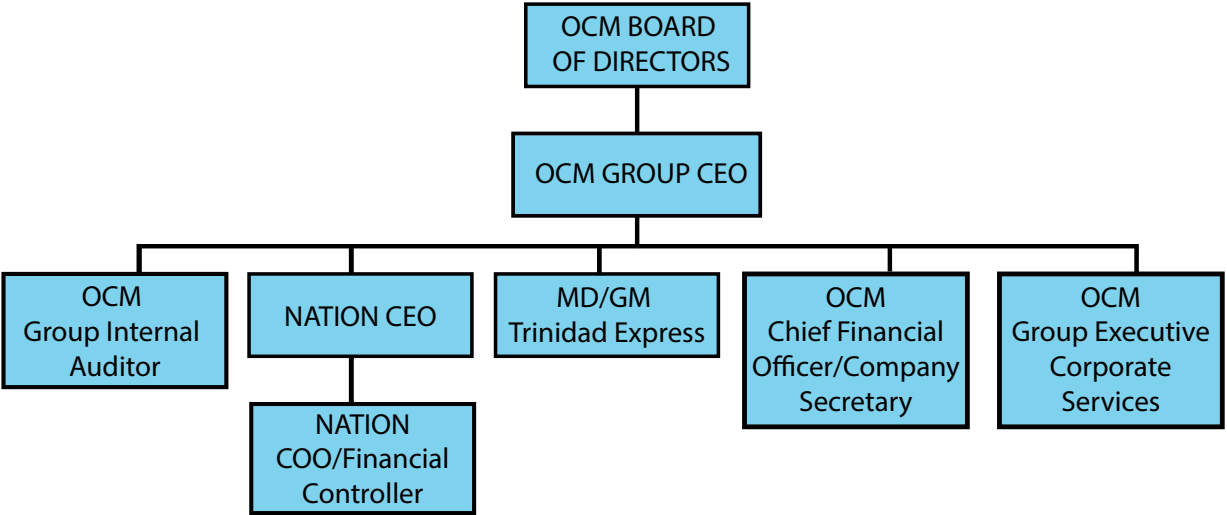 OCM BOARD
OF DIRECTORS
OCM GROUP CEO
OCM
Group Internal
Auditor
NATION CEO
MD/GM
Trinidad Express
OCM
Chief Financial
Officer/Company
Secretary
OCM
Group Executive
Corporate
Services
NATION
COO/Financial
Controller